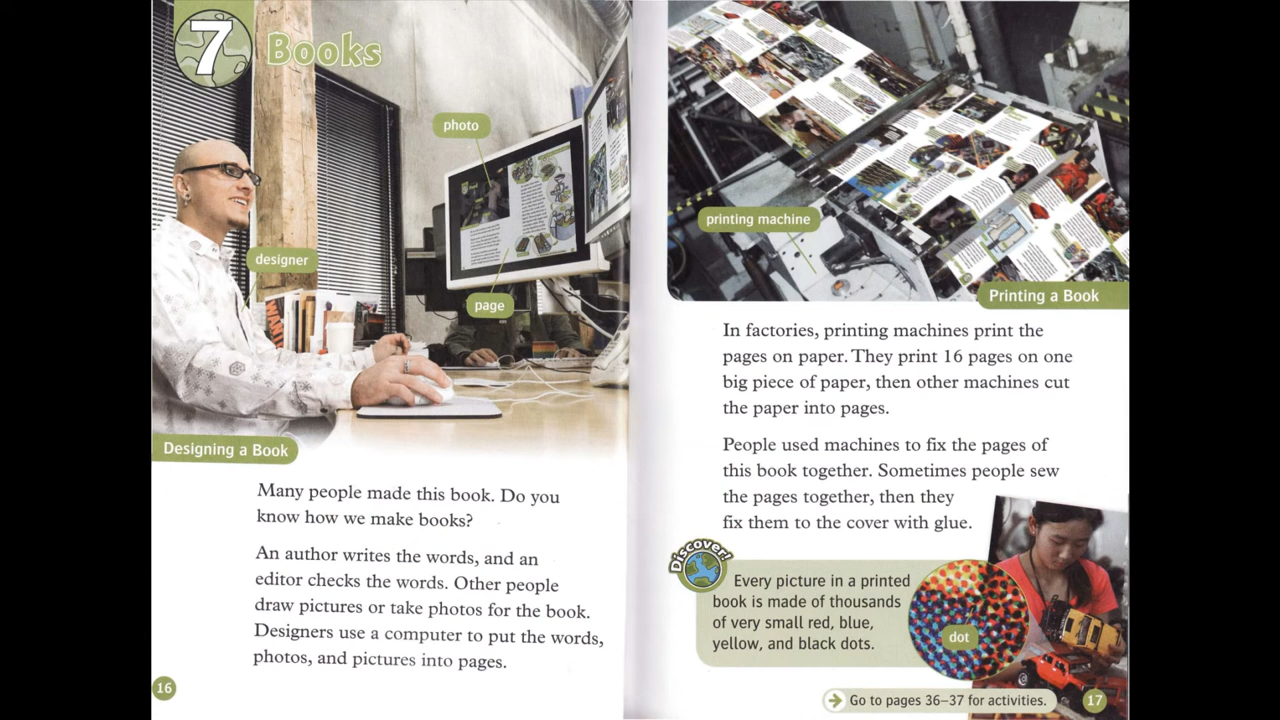 7 Books
photo
designer
page
Designing a Book
Many people made this book. Do you
know how we make books?
An author writes the words, and an
editor checks the words. Other people
draw pictures or take photos for the book.
Designers use a computer to put the words,
photos, and pictures into pages.
16
printing machine
Printing a Book
In factories, printing machines print the
pages on paper. They print 16 pages on one
big piece of paper, then other machines cut
the paper into pages.
People used machines to fix the pages of
this book together. Sometimes people sew
the pages together, then they
fix them to the cover with glue.
Discover!
Every picture in a printed
book is made of thousands
of very small red, blue,
yellow, and black dots.
dot
Go to pages 36–37 for activities.
17